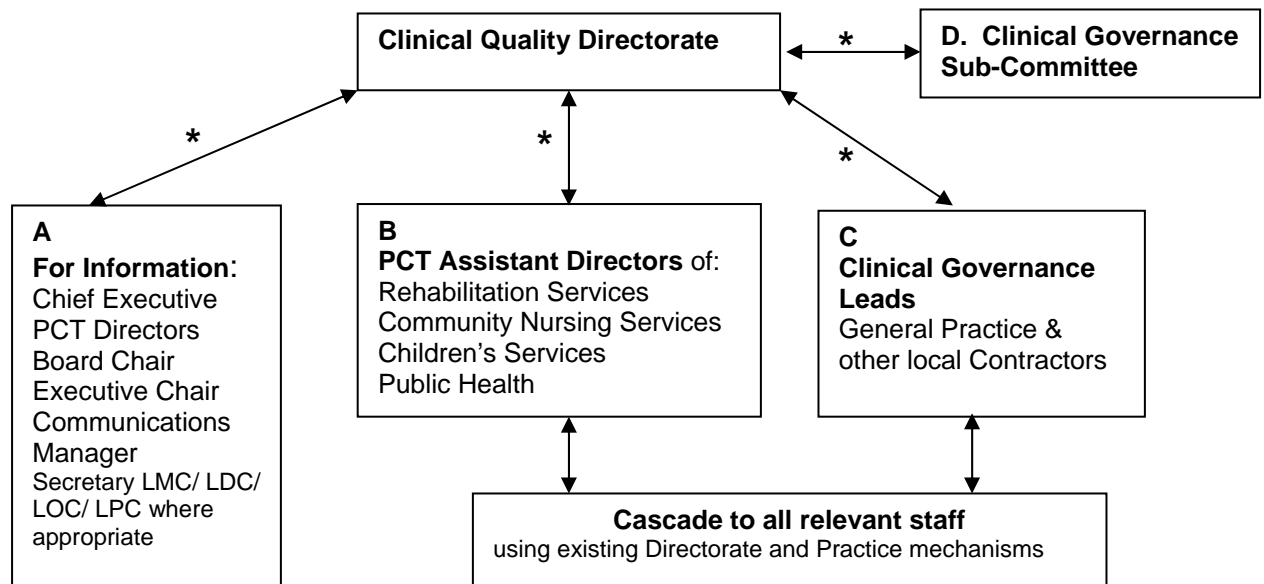 Clinical Quality Directorate
*
D. Clinical Governance
Sub-Committee
*
*
*
A
For Information:
Chief Executive
PCT Directors
Board Chair
Executive Chair
Communications
Manager
Secretary LMC/ LDC/
LOC/ LPC where
appropriate
B
PCT Assistant Directors of:
Rehabilitation Services
Community Nursing Services
Children's Services
Public Health
C
Clinical Governance
Leads
General Practice &
other local Contractors
Cascade to all relevant staff
using existing Directorate and Practice mechanisms